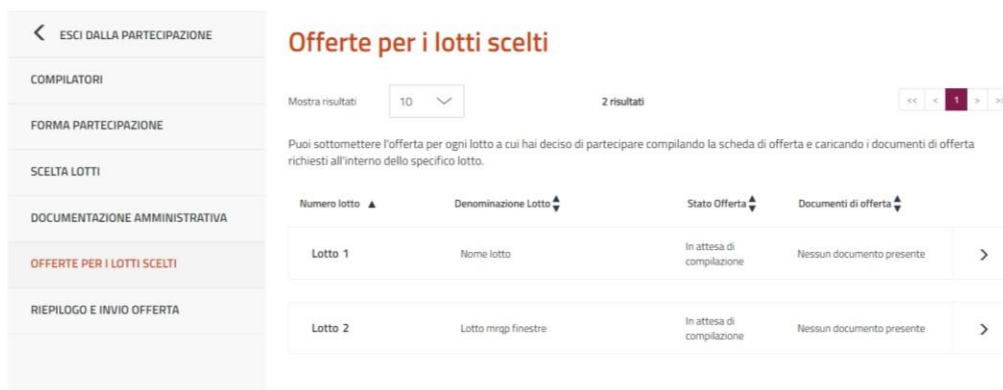 ESCI DALLA PARTECIPAZIONE
COMPILATORI
FORMA PARTECIPAZIONE
SCELTA LOTTI
DOCUMENTAZIONE AMMINISTRATIVA
OFFERTE PER I LOTTI SCELTI
RIEPILOGO E INVIO OFFERTA
Offerte per i lotti scelti
Mostra risultati 10 2 risultati << < 1 > >>
Puoi sottomettere l'offerta per ogni lotto a cui hai deciso di partecipare compilando la scheda di offerta e caricando i documenti di offerta
richiesti all'interno dello specifico lotto.
Numero lotto ▲ Denominazione Lotto Stato Offerta Documenti di offerta
Lotto 1 Nome lotto In attesa di
compilazione Nessun documento presente >
Lotto 2 Lotto mrqp finestre In attesa di
compilazione Nessun documento presente >